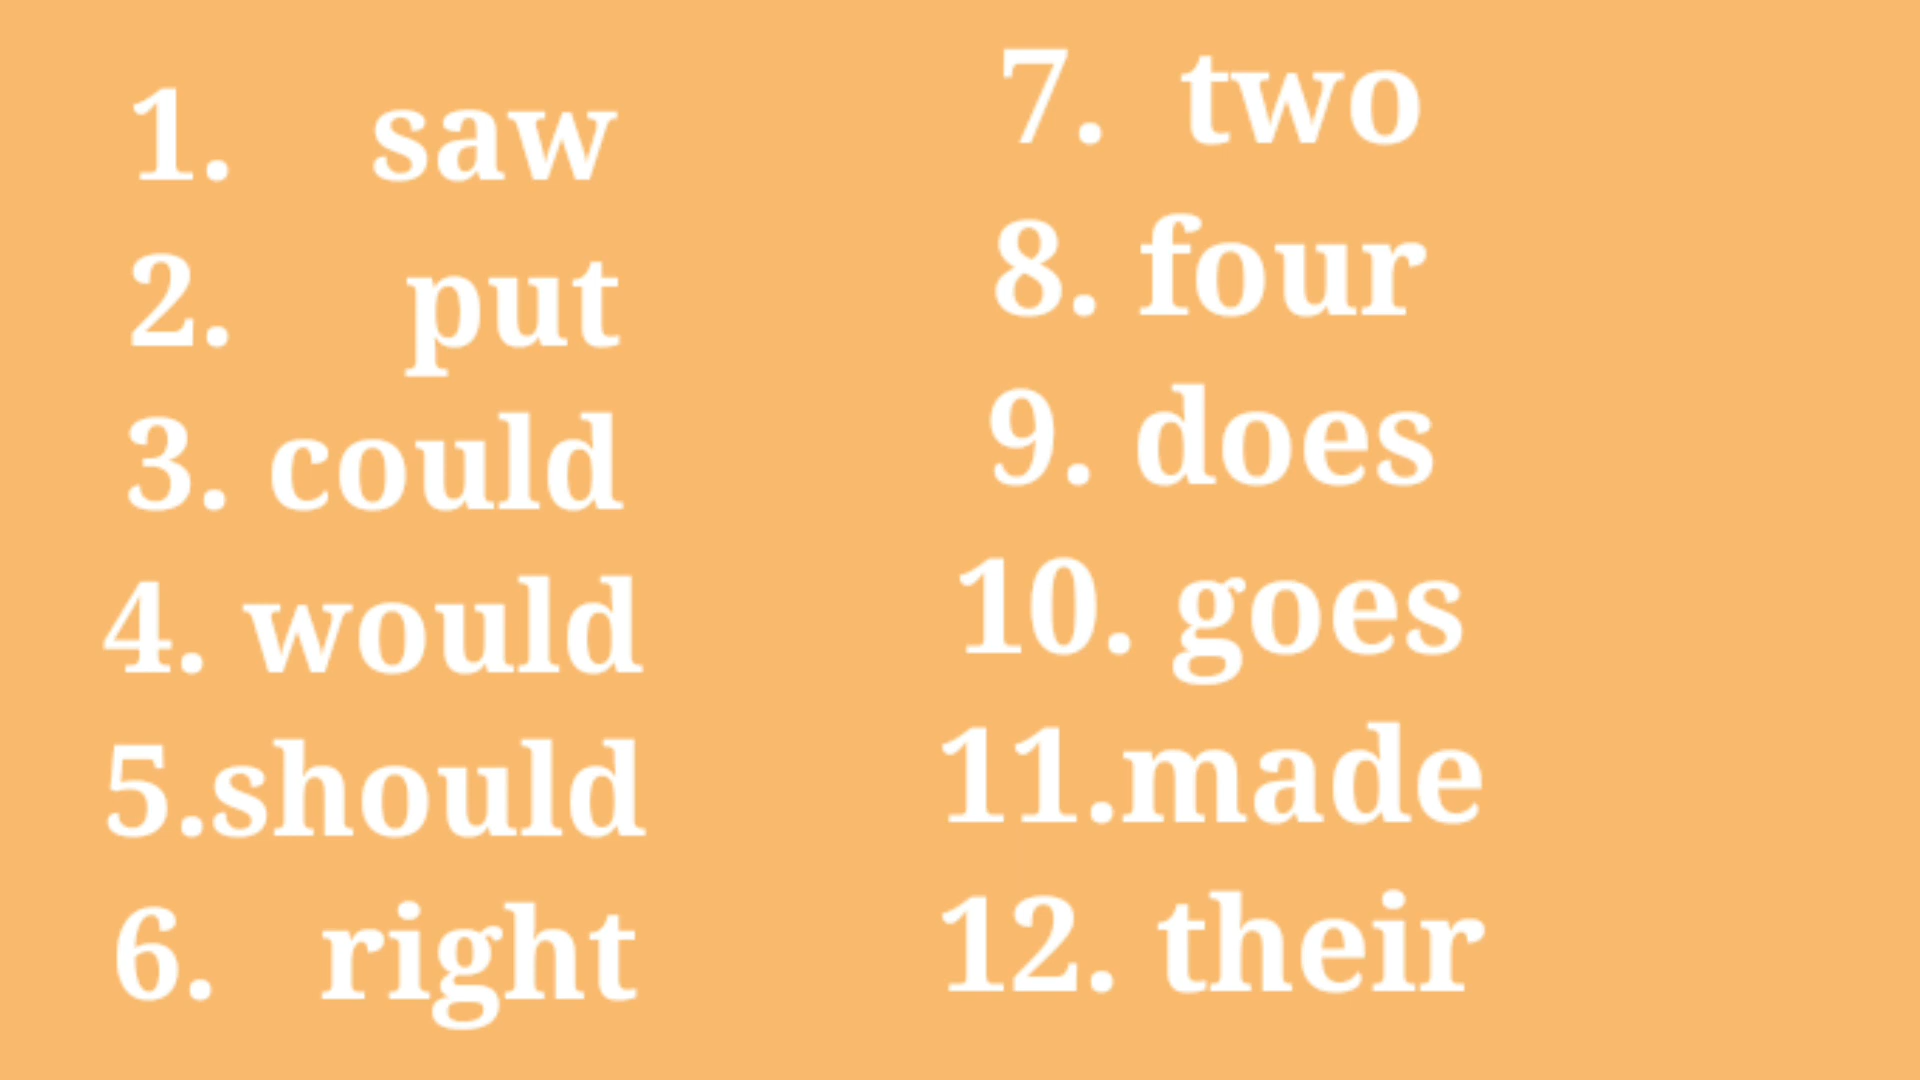 1. saw
2. put
3. could
4. would
5.should
6. right
7. two
8. four
9. does
10. goes
11.made
12. their